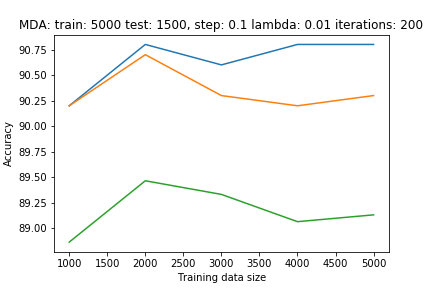 MDA: train: 5000 test: 1500, step: 0.1 lambda: 0.01 iterations: 200
90.75
90.50
90.25
90.00
89.75
89.50
89.25
89.00
Accuracy
1000 1500 2000 2500 3000 3500 4000 4500 5000
Training data size